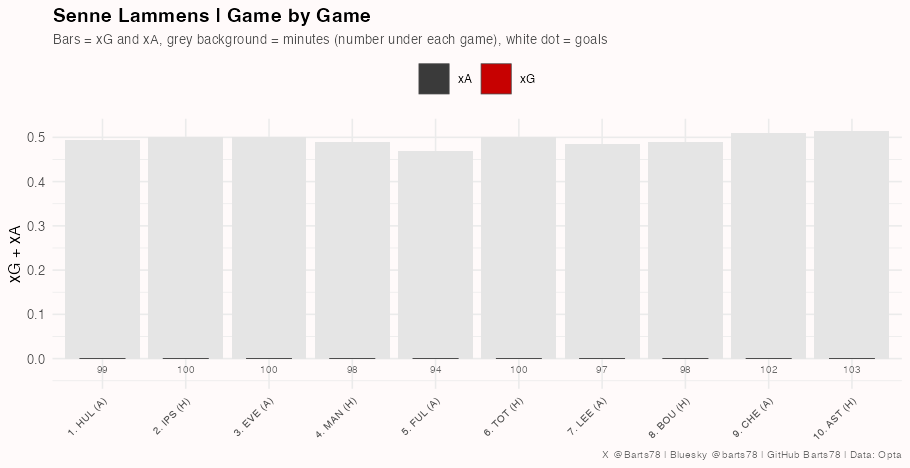 Senne Lammens | Game by Game
Bars = xG and xA, grey background = minutes (number under each game), white dot = goals
xA xG
xG + xA
0.5
0.4
0.3
0.2
0.1
0.0
99 100 100 98 94 100 97 98 102 103
1. HUL (A) 2. IPS (H) 3. EVE (A) 4. MAN (H) 5. FUL (A) 6. TOT (H) 7. LEE (A) 8. BOU (H) 9. CHE (A) 10. AST (H)
X @Barts78 | Bluesky @barts78 | GitHub Barts78 | Data: Opta